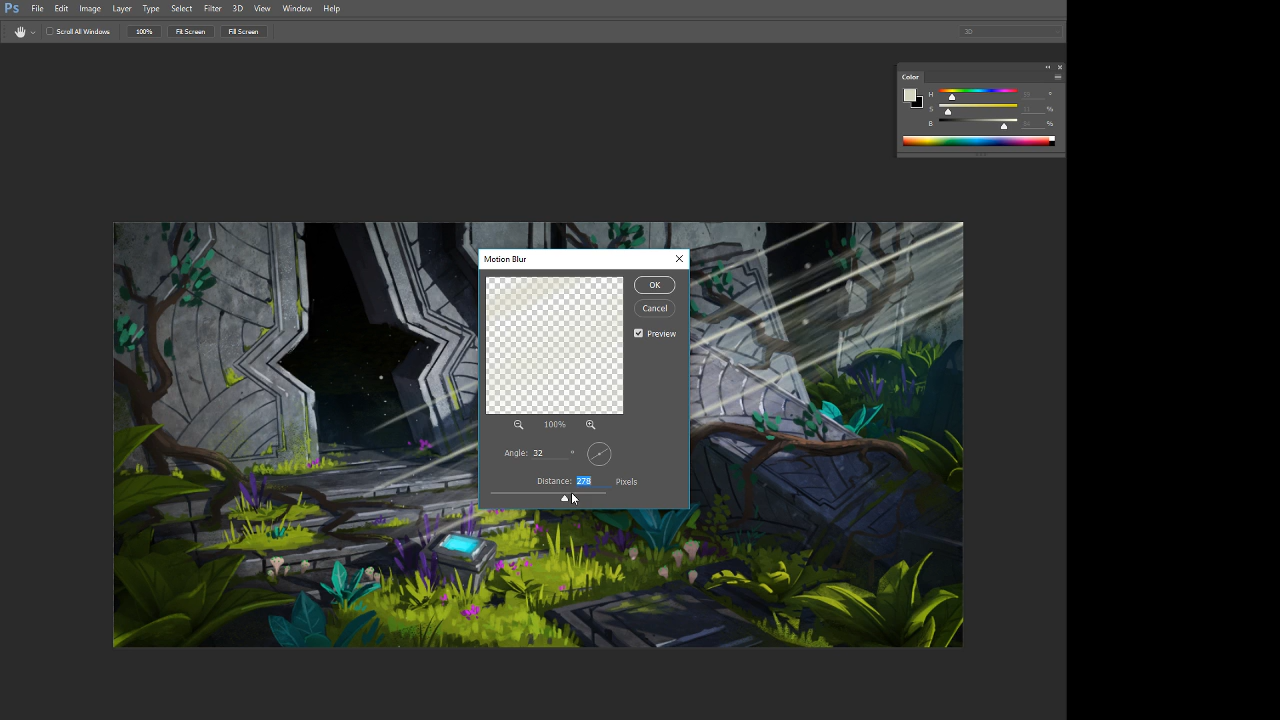 Ps File Edit Image Layer Type Select Filter 3D View Window Help
Scroll All Windows 100% Fit Screen Fill Screen 3D
Color
H °
S %
B %
Motion Blur
OK
Cancel
Preview
100%
Angle: 32 °
Distance: 278 Pixels